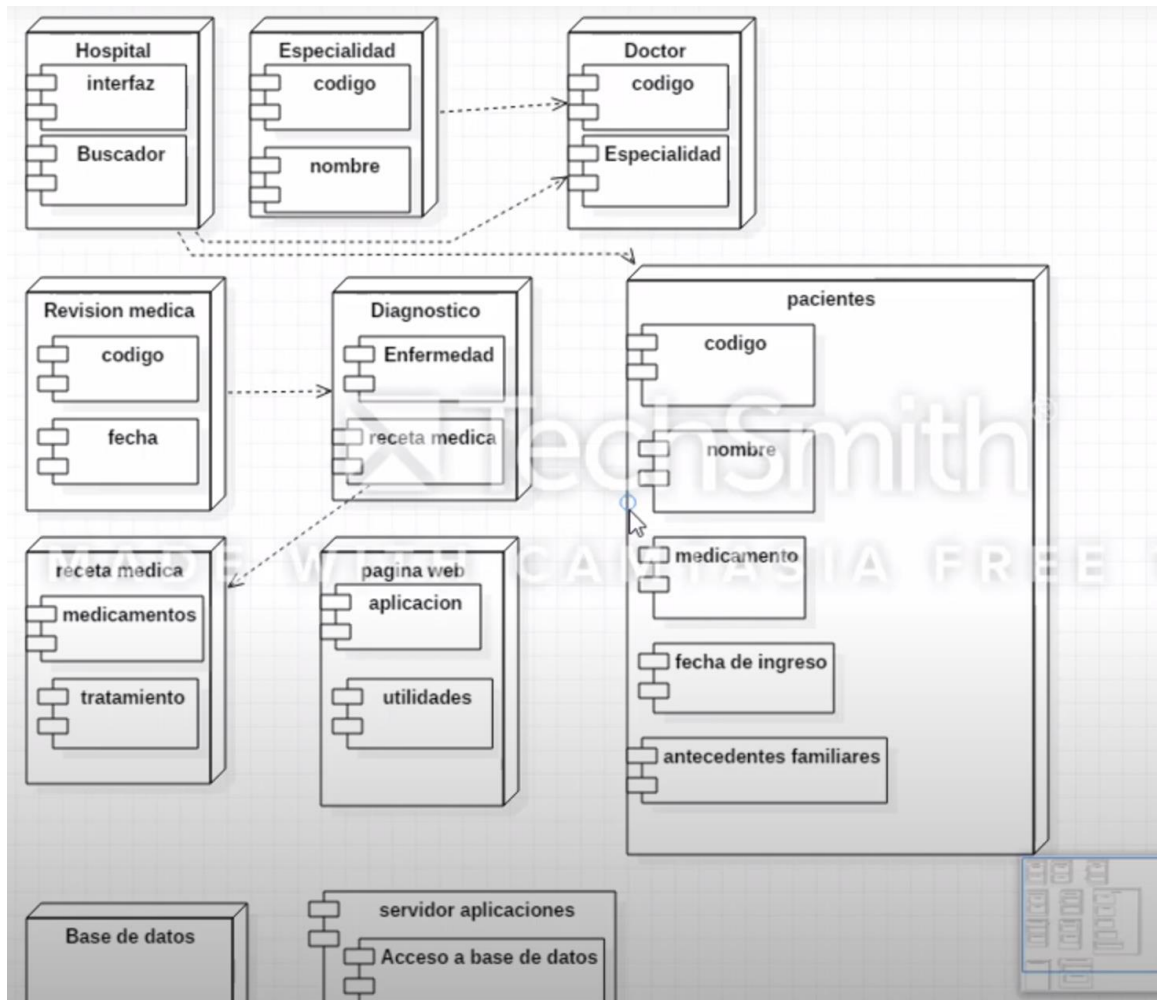 Hospital
interfaz
Buscador
Especialidad
codigo
nombre
Doctor
codigo
Especialidad
Revision medica
codigo
fecha
Diagnostico
Enfermedad
receta medica
pacientes
codigo
nombre
medicamento
fecha de ingreso
antecedentes familiares
receta medica
medicamentos
tratamiento
pagina web
aplicacion
utilidades
Base de datos
servidor aplicaciones
Acceso a base de datos
TechSmith®
MADE WITH CAMTASIA FREE